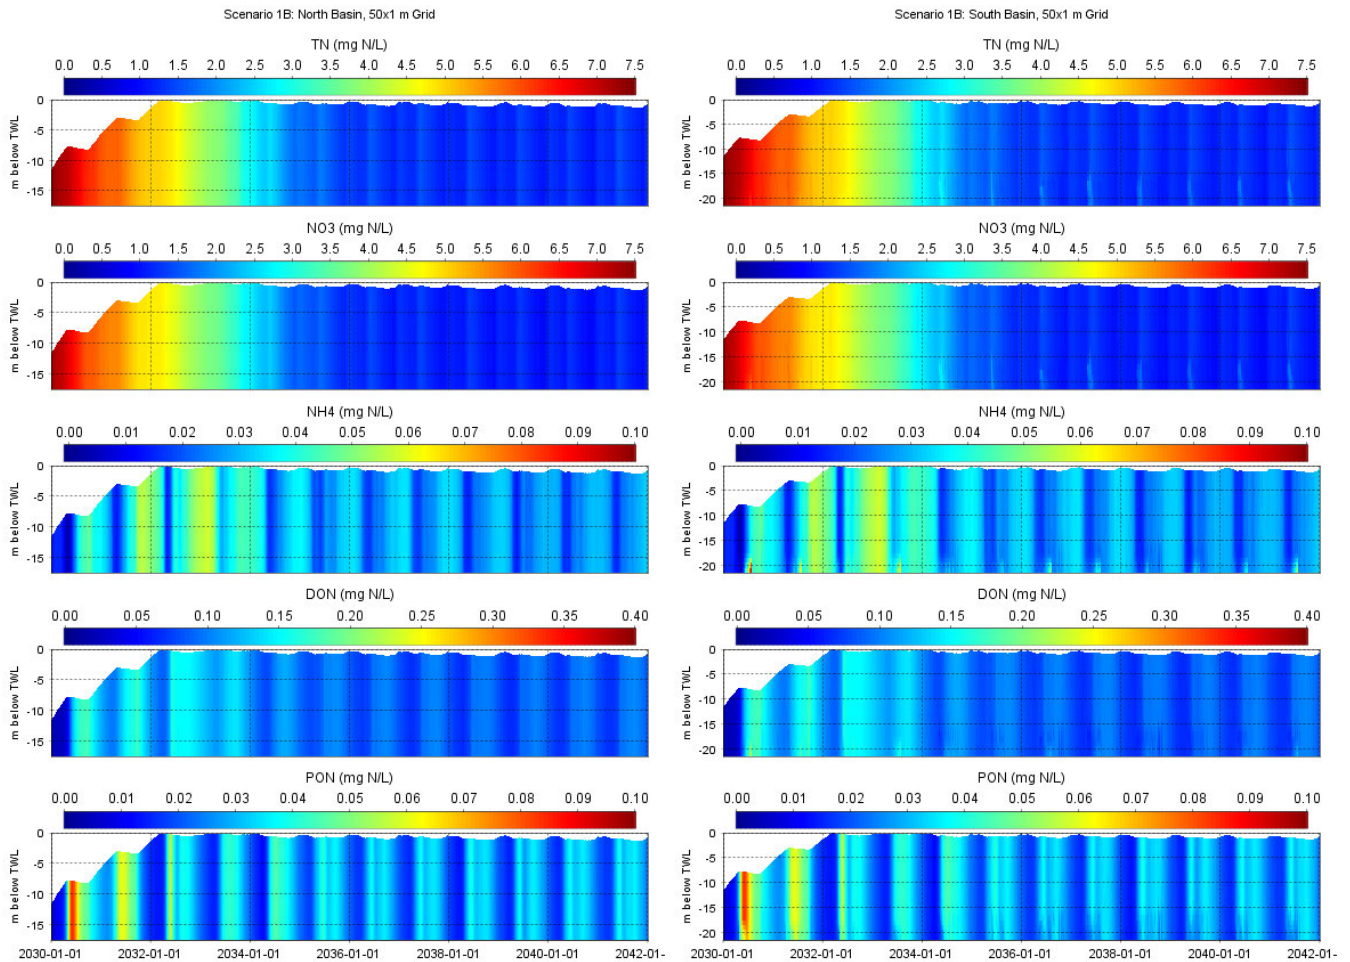 Scenario 1B: North Basin, 50x1 m Grid
TN (mg N/L)
0.0 0.5 1.0 1.5 2.0 2.5 3.0 3.5 4.0 4.5 5.0 5.5 6.0 6.5 7.0 7.5
m below TWL
0
-5
-10
-15
NO3 (mg N/L)
0.0 0.5 1.0 1.5 2.0 2.5 3.0 3.5 4.0 4.5 5.0 5.5 6.0 6.5 7.0 7.5
m below TWL
0
-5
-10
-15
NH4 (mg N/L)
0.00 0.01 0.02 0.03 0.04 0.05 0.06 0.07 0.08 0.09 0.10
m below TWL
0
-5
-10
-15
DON (mg N/L)
0.00 0.05 0.10 0.15 0.20 0.25 0.30 0.35 0.40
m below TWL
0
-5
-10
-15
PON (mg N/L)
0.00 0.01 0.02 0.03 0.04 0.05 0.06 0.07 0.08 0.09 0.10
m below TWL
0
-5
-10
-15
2030-01-01 2032-01-01 2034-01-01 2036-01-01 2038-01-01 2040-01-01 2042-01-
Scenario 1B: South Basin, 50x1 m Grid
TN (mg N/L)
0.0 0.5 1.0 1.5 2.0 2.5 3.0 3.5 4.0 4.5 5.0 5.5 6.0 6.5 7.0 7.5
m below TWL
0
-5
-10
-15
-20
NO3 (mg N/L)
0.0 0.5 1.0 1.5 2.0 2.5 3.0 3.5 4.0 4.5 5.0 5.5 6.0 6.5 7.0 7.5
m below TWL
0
-5
-10
-15
-20
NH4 (mg N/L)
0.00 0.01 0.02 0.03 0.04 0.05 0.06 0.07 0.08 0.09 0.10
m below TWL
0
-5
-10
-15
-20
DON (mg N/L)
0.00 0.05 0.10 0.15 0.20 0.25 0.30 0.35 0.40
m below TWL
0
-5
-10
-15
-20
PON (mg N/L)
0.00 0.01 0.02 0.03 0.04 0.05 0.06 0.07 0.08 0.09 0.10
m below TWL
0
-5
-10
-15
-20
2030-01-01 2032-01-01 2034-01-01 2036-01-01 2038-01-01 2040-01-01 2042-01-